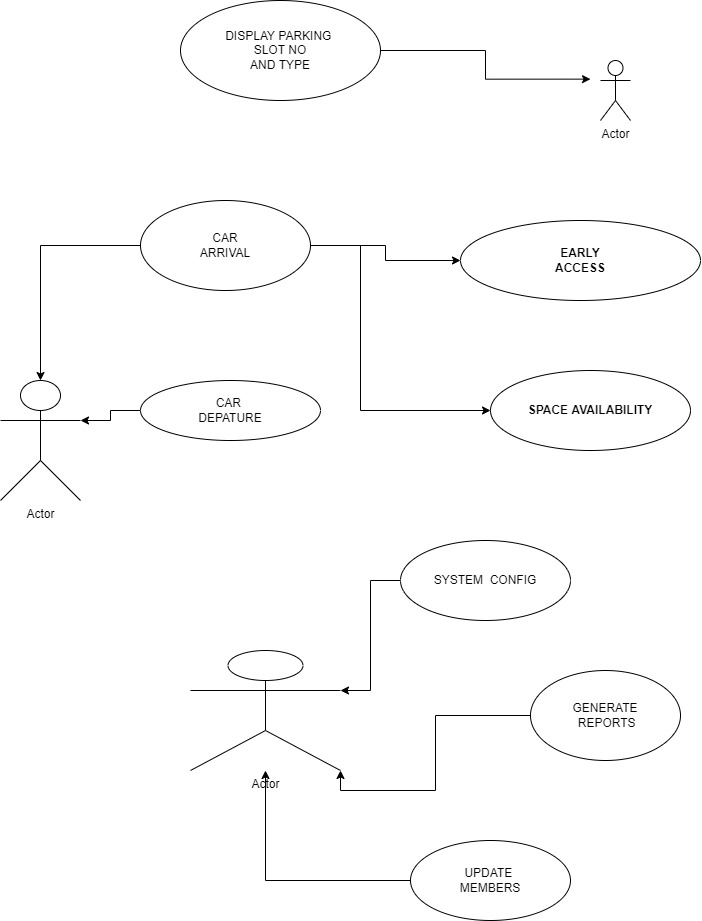 DISPLAY PARKING
SLOT NO
AND TYPE
Actor
CAR
ARRIVAL
EARLY
ACCESS
CAR
DEPATURE
SPACE AVAILABILITY
Actor
SYSTEM CONFIG
GENERATE
REPORTS
Actor
UPDATE
MEMBERS